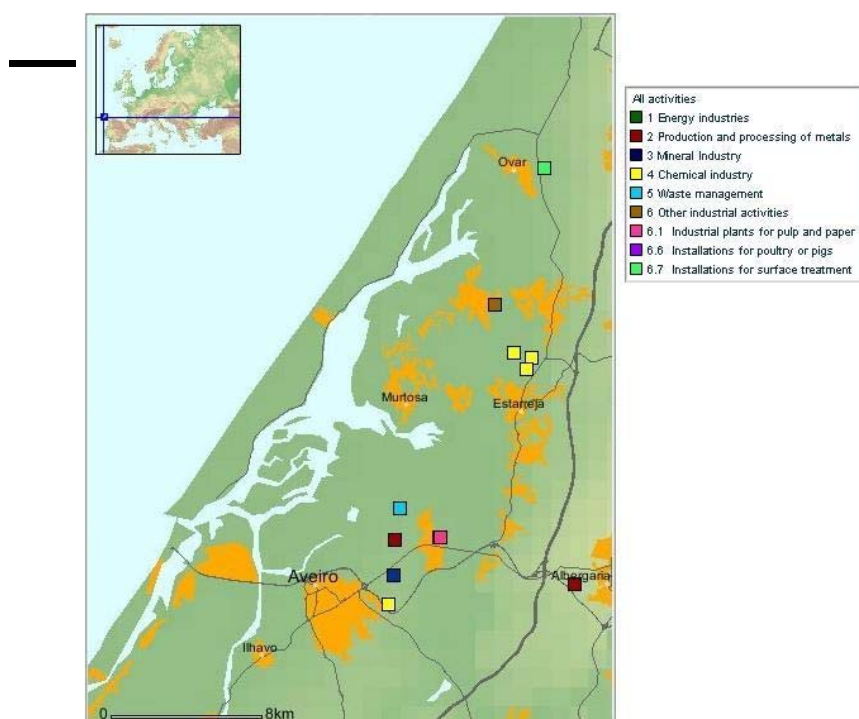 Ovar
Murtosa
Estarreja
Aveiro
Albergaria
Ilhavo
0 8km
All activities
1 Energy industries
2 Production and processing of metals
3 Mineral Industry
4 Chemical industry
5 Waste management
6 Other industrial activities
6.1 Industrial plants for pulp and paper
6.6 Installations for poultry or pigs
6.7 Installations for surface treatment